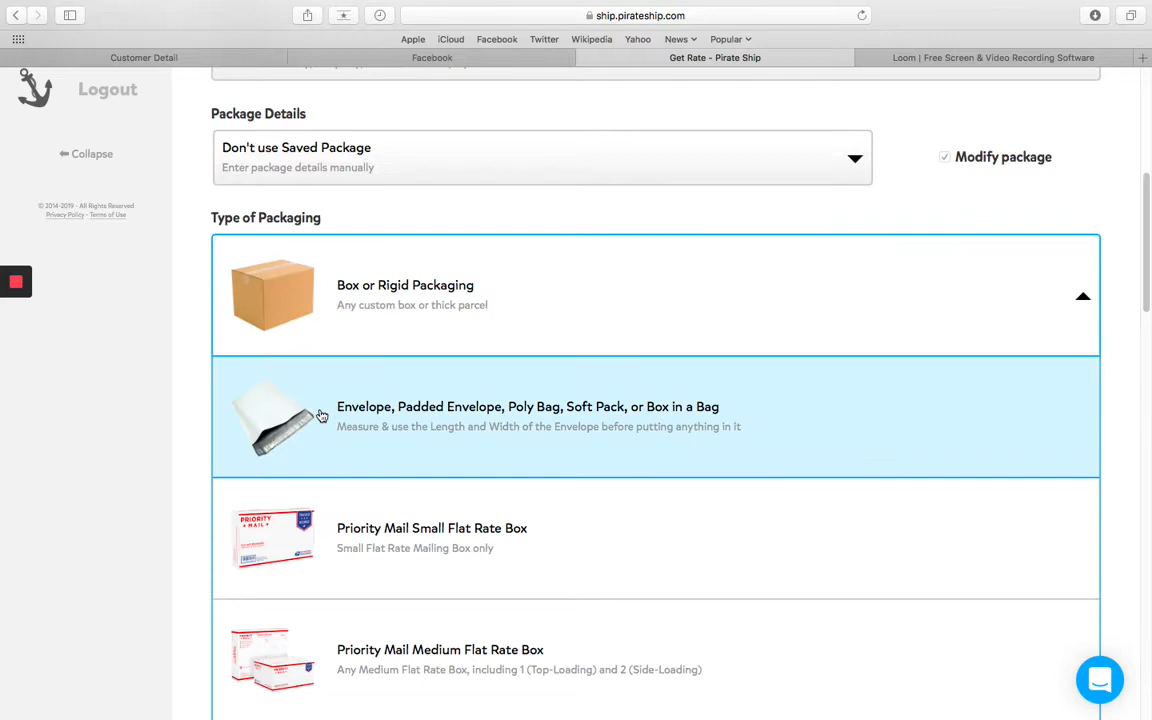 ship.pirateship.com
Apple iCloud Facebook Twitter Wikipedia Yahoo News Popular
Customer Detail Facebook Get Rate - Pirate Ship Loom | Free Screen & Video Recording Software
Logout
Collapse
© 2014-2019 - All Rights Reserved
Privacy Policy - Terms of Use
Package Details
Don't use Saved Package
Enter package details manually
Modify package
Type of Packaging
Box or Rigid Packaging
Any custom box or thick parcel
Envelope, Padded Envelope, Poly Bag, Soft Pack, or Box in a Bag
Measure & use the Length and Width of the Envelope before putting anything in it
PRIORITY
MAIL
Priority Mail Small Flat Rate Box
Small Flat Rate Mailing Box only
PRIORITY
MAIL
Priority Mail Medium Flat Rate Box
Any Medium Flat Rate Box, including 1 (Top-Loading) and 2 (Side-Loading)